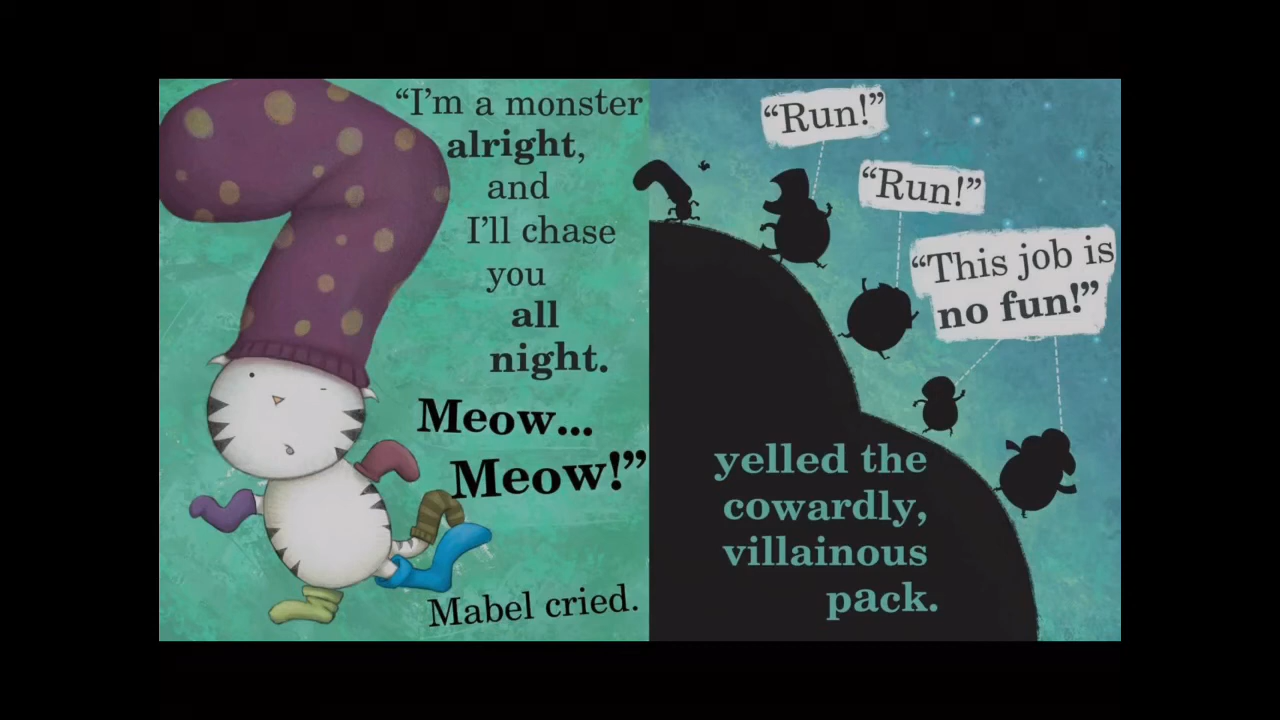 “I’m a monster
alright,
and
I’ll chase
you
all
night.
Meow...
Meow!”
Mabel cried.
“Run!”
“Run!”
“This job is
no fun!”
yelled the
cowardly,
villainous
pack.